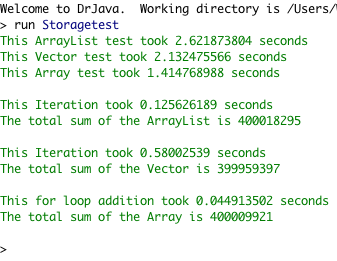 Welcome to DrJava.  Working directory is /Users/
> run Storagetest
This ArrayList test took 2.621873804 seconds
This Vector test took 2.132475566 seconds
This Array test took 1.414768988 seconds
This Iteration took 0.125626189 seconds
The total sum of the ArrayList is 400018295
This Iteration took 0.58002539 seconds
The total sum of the Vector is 399959397
This for loop addition took 0.044913502 seconds
The total sum of the Array is 400009921
>